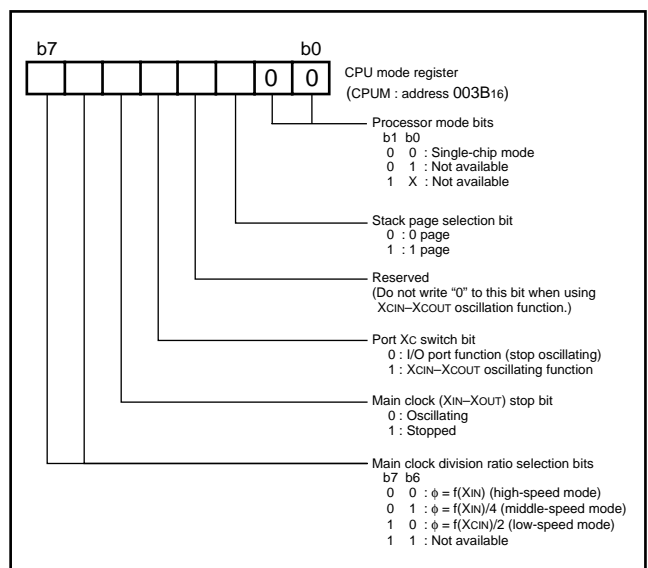 b7 b0
0 0
CPU mode register
(CPUM : address 003B16)
Processor mode bits
b1 b0
0 0 : Single-chip mode
0 1 : Not available
1 X : Not available
Stack page selection bit
0 : 0 page
1 : 1 page
Reserved
(Do not write “0” to this bit when using
XCIN–XCOUT oscillation function.)
Port XC switch bit
0 : I/O port function (stop oscillating)
1 : XCIN–XCOUT oscillating function
Main clock (XIN–XOUT) stop bit
0 : Oscillating
1 : Stopped
Main clock division ratio selection bits
b7 b6
0 0 : ϕ = f(XIN) (high-speed mode)
0 1 : ϕ = f(XIN)/4 (middle-speed mode)
1 0 : ϕ = f(XCIN)/2 (low-speed mode)
1 1 : Not available